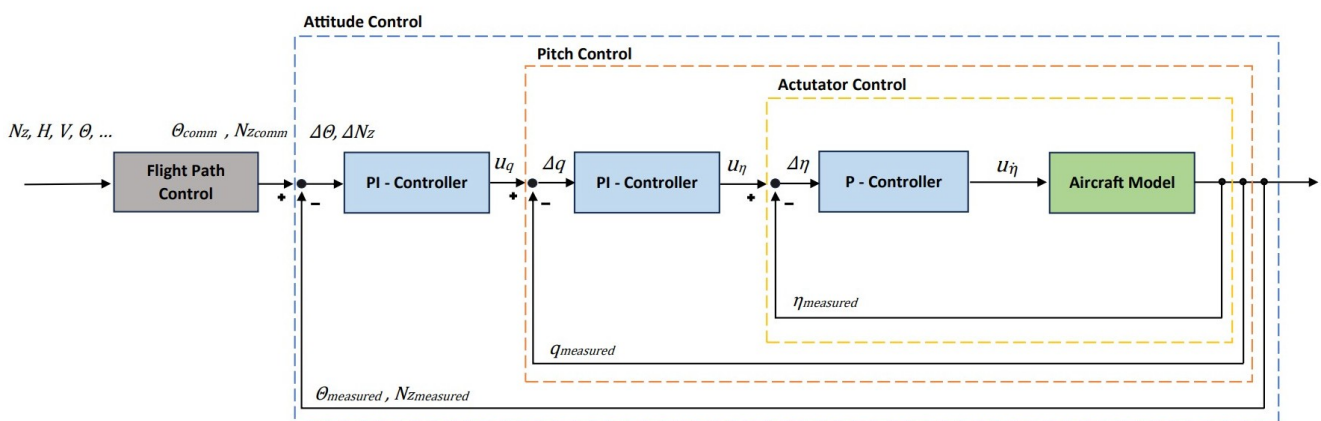 Attitude Control
Pitch Control
Actutator Control
Nz, H, V, Θ, ...
Θcomm , Nzcomm
ΔΘ, ΔNz
uq
Δq
uη
Δη
uη̇
Flight Path
Control
PI - Controller
PI - Controller
P - Controller
Aircraft Model
+
−
+
−
+
−
ηmeasured
qmeasured
Θmeasured , Nzmeasured